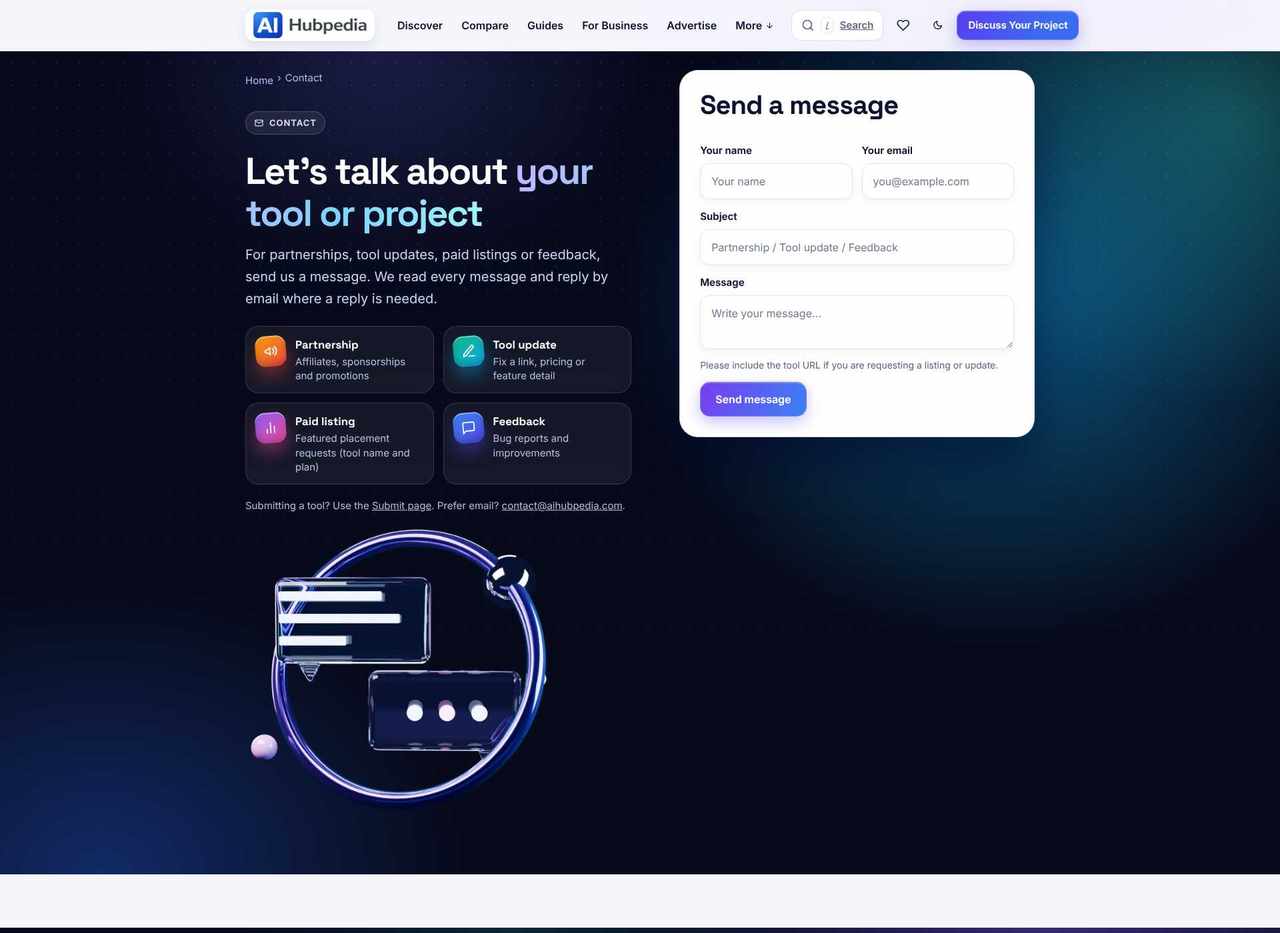 AI Hubpedia
Discover
Compare
Guides
For Business
Advertise
More ↓
/ Search
Discuss Your Project
Home › Contact
CONTACT
Let’s talk about your
tool or project
For partnerships, tool updates, paid listings or feedback,
send us a message. We read every message and reply by
email where a reply is needed.
Partnership
Affiliates, sponsorships
and promotions
Tool update
Fix a link, pricing or
feature detail
Paid listing
Featured placement
requests (tool name and
plan)
Feedback
Bug reports and
improvements
Submitting a tool? Use the Submit page. Prefer email? contact@aihubpedia.com.
Send a message
Your name
Your name
Your email
you@example.com
Subject
Partnership / Tool update / Feedback
Message
Write your message...
Please include the tool URL if you are requesting a listing or update.
Send message